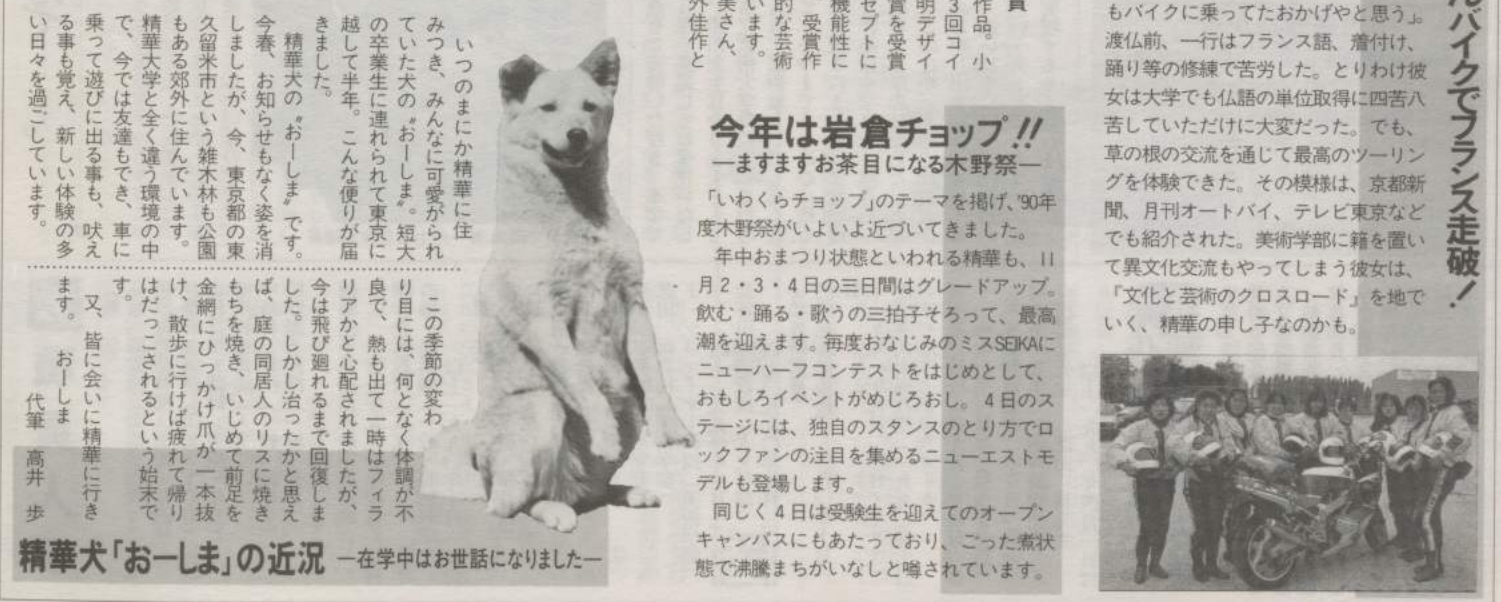 んバイクでフランス走破！
もバイクに乗ってたおかげやと思う」。
渡仏前、一行はフランス語、着付け、
踊り等の修練で苦労した。とりわけ彼
女は大学でも仏語の単位取得に四苦八
苦していただけに大変だった。でも、
草の根の交流を通じて最高のツーリン
グを体験できた。その模様は、京都新
聞、月刊オートバイ、テレビ東京など
でも紹介された。美術学部に籍を置い
て異文化交流もやってしまう彼女は、
『文化と芸術のクロスロード』を地で
いく、精華の申し子なのかも。
賞
作品。小
3回コイ
明デザイ
賞を受賞
セプトに
機能性に
受賞作
的な芸術
います。
美さん、
外佳作と
今年は岩倉チョップ!!
―ますますお茶目になる木野祭―
「いわくらチョップ」のテーマを掲げ、'90年
度木野祭がいよいよ近づいてきました。
年中おまつり状態といわれる精華も、11
月2・3・4日の三日間はグレードアップ。
飲む・踊る・歌うの三拍子そろって、最高
潮を迎えます。毎度おなじみのミスSEIKAに
ニューハーフコンテストをはじめとして、
おもしろイベントがめじろおし。4日のス
テージには、独自のスタンスのとり方でロ
ックファンの注目を集めるニューエストモ
デルも登場します。
同じく4日は受験生を迎えてのオープン
キャンパスにもあたっており、ごった煮状
態で沸騰まちがいなしと噂されています。
いつのまにか精華に住
みつき、みんなに可愛がられ
ていた犬の〝おーしま〟。短大
の卒業生に連れられて東京に
越して半年。こんな便りが届
きました。
精華犬の〝おーしま〟です。
今春、お知らせもなく姿を消
しましたが、今、東京都の東
久留米市という雑木林も公園
もある郊外に住んでいます。
精華大学と全く違う環境の中
で、今では友達もでき、車に
乗って遊びに出る事も、吠え
る事も覚え、新しい体験の多
い日々を過ごしています。
この季節の変わ
り目には、何となく体調が不
良で、熱も出て一時はフィラ
リアかと心配されましたが、
今は飛び廻れるまで回復しま
した。しかし治ったかと思え
ば、庭の同居人のリスに焼き
もちを焼き、いじめて前足を
金網にひっかけ爪が一本抜
け、散歩に行けば疲れて帰り
はだっこされるという始末で
す。
又、皆に会いに精華に行き
ます。　おーしま
代筆　高井　歩
精華犬「おーしま」の近況 ―在学中はお世話になりました―